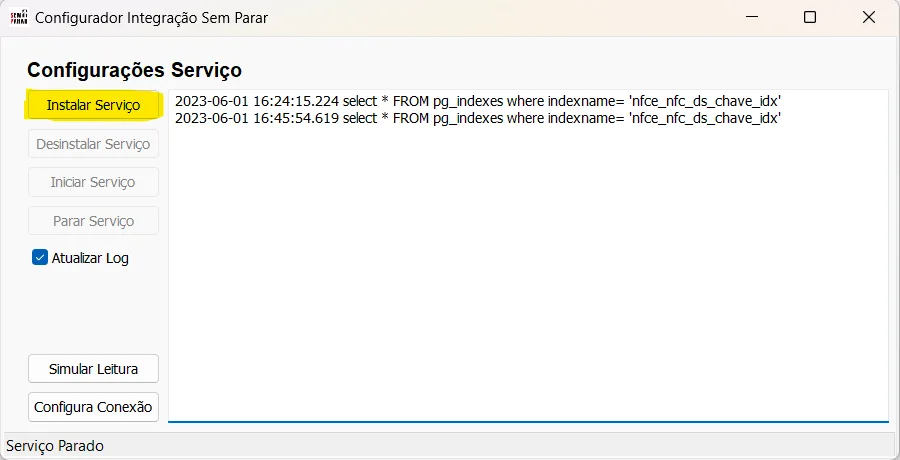 SEM PARAR
Configurador Integração Sem Parar
Configurações Serviço
Instalar Serviço
Desinstalar Serviço
Iniciar Serviço
Parar Serviço
Atualizar Log
Simular Leitura
Configura Conexão
2023-06-01 16:24:15.224 select * FROM pg_indexes where indexname= 'nfce_nfc_ds_chave_idx'
2023-06-01 16:45:54.619 select * FROM pg_indexes where indexname= 'nfce_nfc_ds_chave_idx'
Serviço Parado